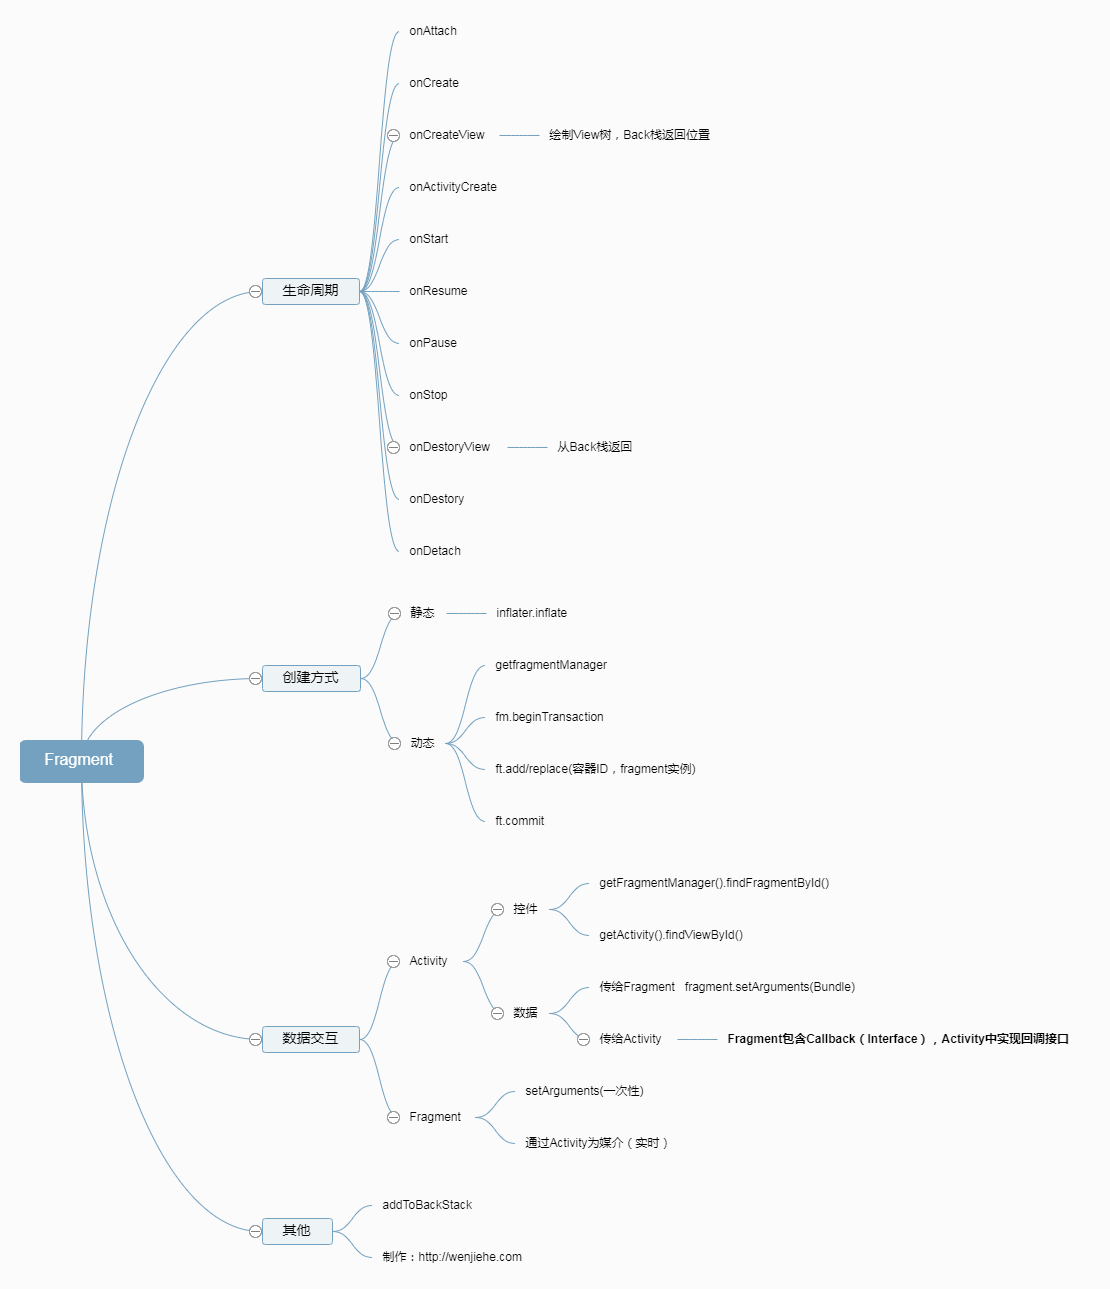 Fragment
生命周期
onAttach
onCreate
onCreateView
绘制View树，Back栈返回位置
onActivityCreate
onStart
onResume
onPause
onStop
onDestoryView
从Back栈返回
onDestory
onDetach
创建方式
静态
inflater.inflate
动态
getfragmentManager
fm.beginTransaction
ft.add/replace(容器ID，fragment实例)
ft.commit
数据交互
Activity
控件
getFragmentManager().findFragmentById()
getActivity().findViewById()
数据
传给Fragment fragment.setArguments(Bundle)
传给Activity
Fragment包含Callback（Interface），Activity中实现回调接口
Fragment
setArguments(一次性)
通过Activity为媒介（实时）
其他
addToBackStack
制作：http://wenjiehe.com